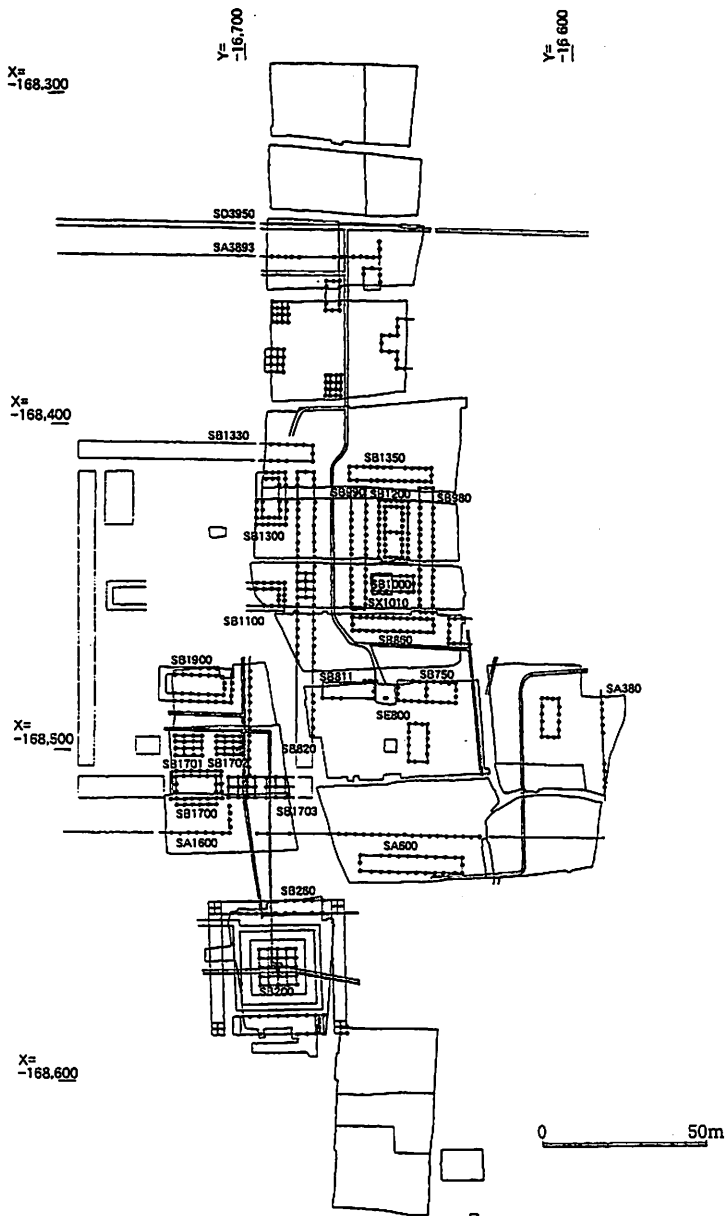 Y=
-16,700
Y=
-16 600
X=
-168,300
SD3950
SA3893
X=
-168,400
SB1330
SB1350
SB990
SB1200
SB980
SB1300
SB1000
SX1010
SB1100
SB860
SB1900
SB811
SB750
SA380
SE800
X=
-168,500
SB820
SB1701
SB1702
SB1700
SB1703
SA1600
SA600
SB280
SB200
X=
-168,600
0
50m